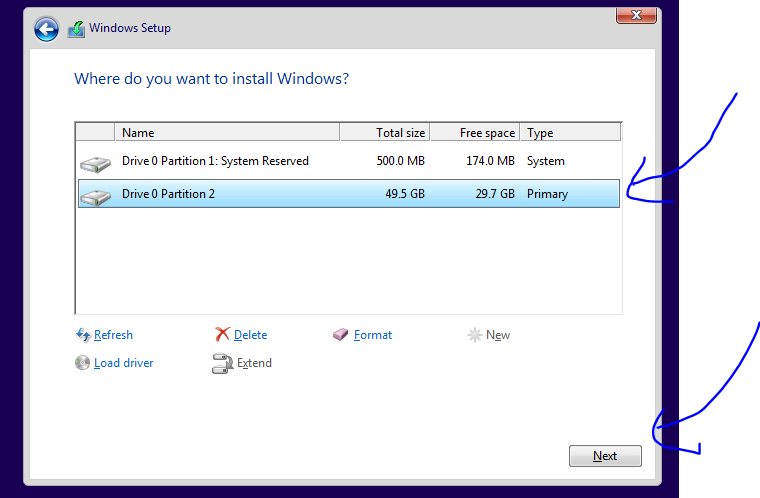 Windows Setup
Where do you want to install Windows?
Name Total size Free space Type
Drive 0 Partition 1: System Reserved 500.0 MB 174.0 MB System
Drive 0 Partition 2 49.5 GB 29.7 GB Primary
Refresh Delete Format New
Load driver Extend
Next